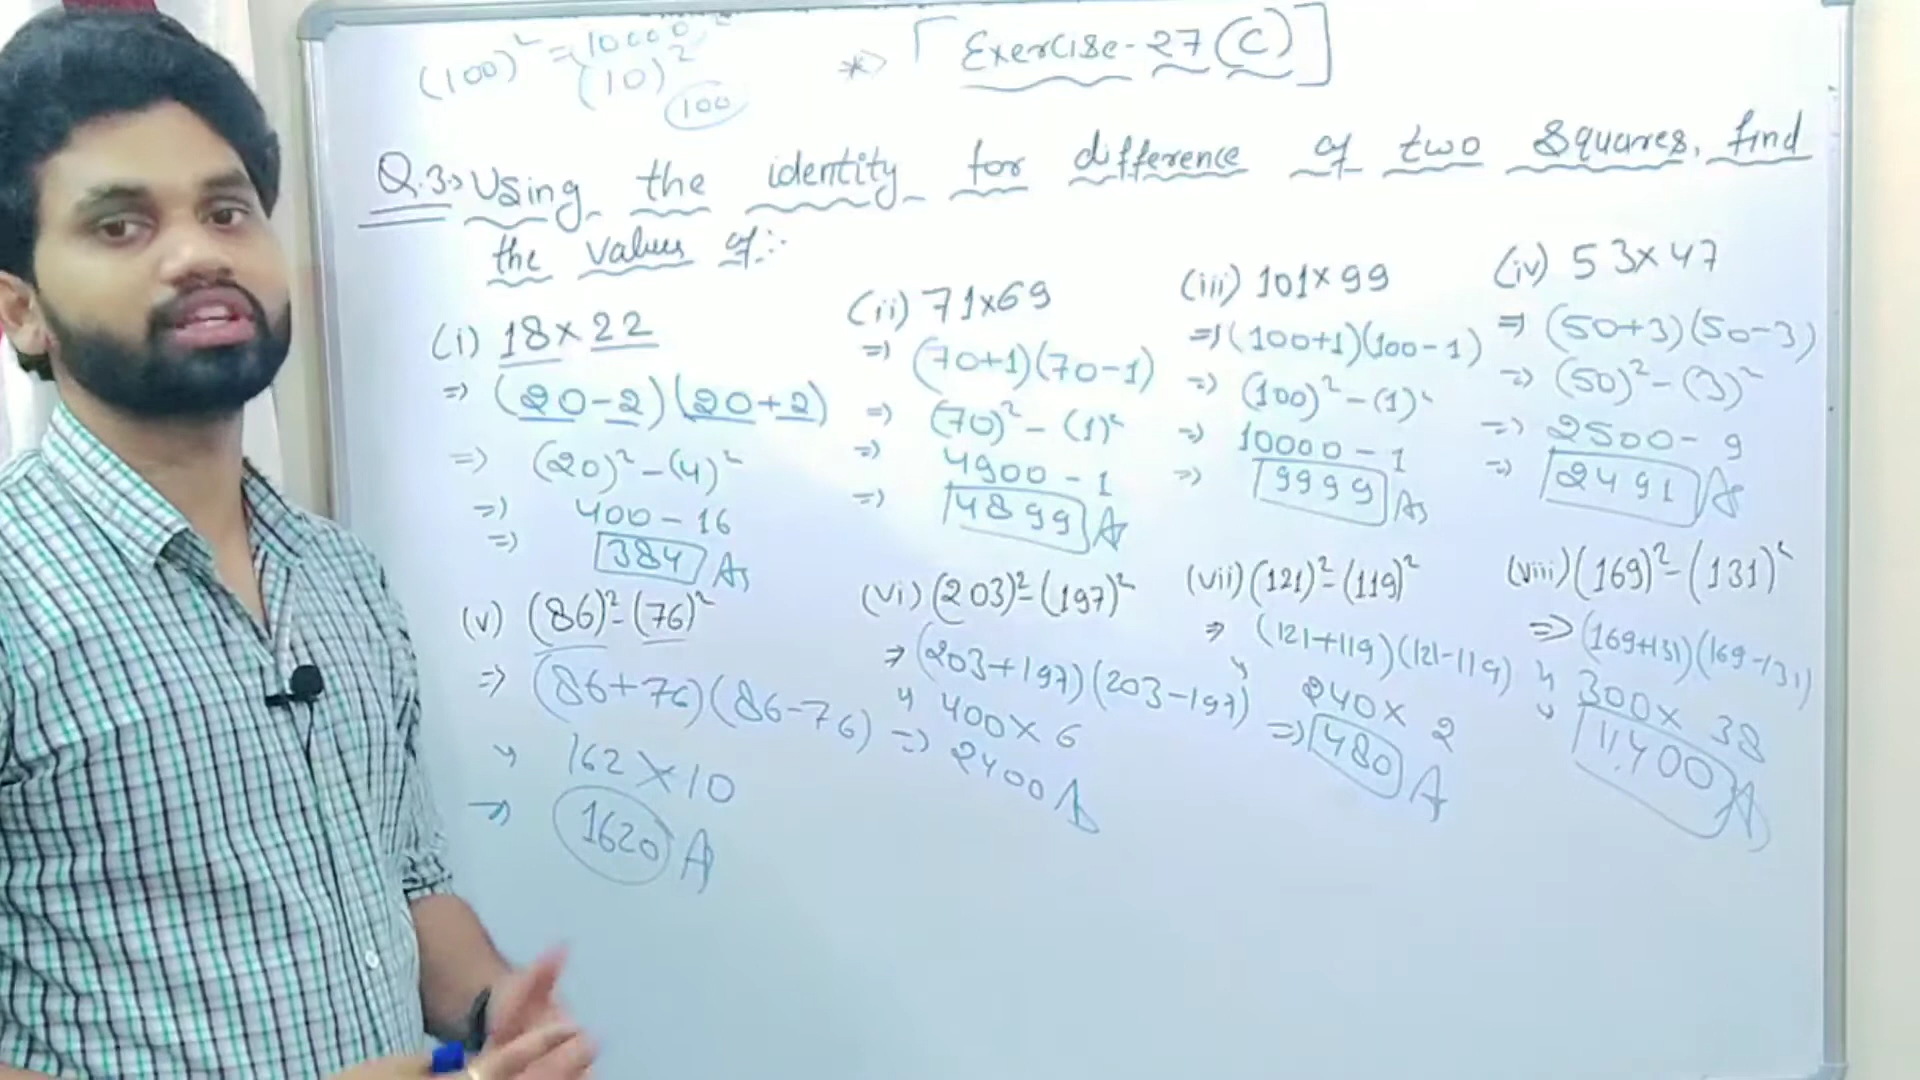 (100)² = 10000
(10)²
100
* [Exercise-27(C)]
Q.3. Using the identity for difference of two squares, find
the values of :-
(i) 18×22
⇒ (20-2)(20+2)
⇒ (20)²-(4)²
⇒ 400-16
⇒ 384 As
(ii) 71×69
⇒ (70+1)(70-1)
⇒ (70)²-(1)²
⇒ 4900-1
⇒ 4899 A
(iii) 101×99
⇒ (100+1)(100-1)
⇒ (100)²-(1)²
⇒ 10000-1
⇒ 9999 As
(iv) 53×47
⇒ (50+3)(50-3)
⇒ (50)²-(3)²
⇒ 2500-9
⇒ 2491 As
(v) (86)²-(76)²
⇒ (86+76)(86-76)
⇒ 162×10
⇒ 1620 A
(vi) (203)²-(197)²
⇒ (203+197)(203-197)
⇒ 400×6
⇒ 2400 A
(vii) (121)²-(119)²
⇒ (121+119)(121-119)
⇒ 240×2
⇒ 480 A
(viii) (169)²-(131)²
⇒ (169+131)(169-131)
⇒ 300×38
⇒ 11,400 A